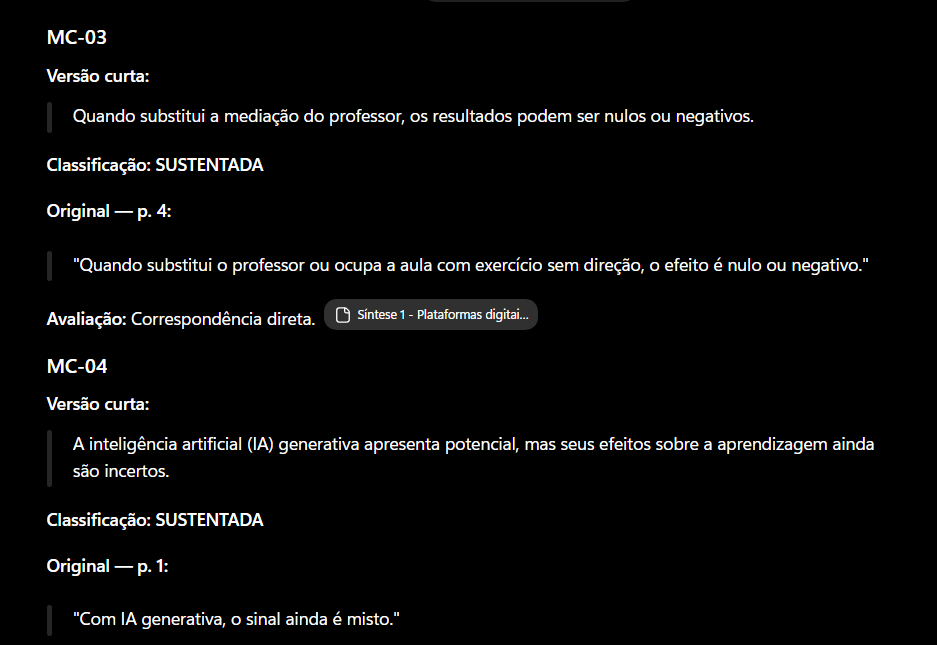 MC-03
Versão curta:
Quando substitui a mediação do professor, os resultados podem ser nulos ou negativos.
Classificação: SUSTENTADA
Original — p. 4:
"Quando substitui o professor ou ocupa a aula com exercício sem direção, o efeito é nulo ou negativo."
Avaliação: Correspondência direta. Síntese 1 - Plataformas digitai...
MC-04
Versão curta:
A inteligência artificial (IA) generativa apresenta potencial, mas seus efeitos sobre a aprendizagem ainda
são incertos.
Classificação: SUSTENTADA
Original — p. 1:
"Com IA generativa, o sinal ainda é misto."